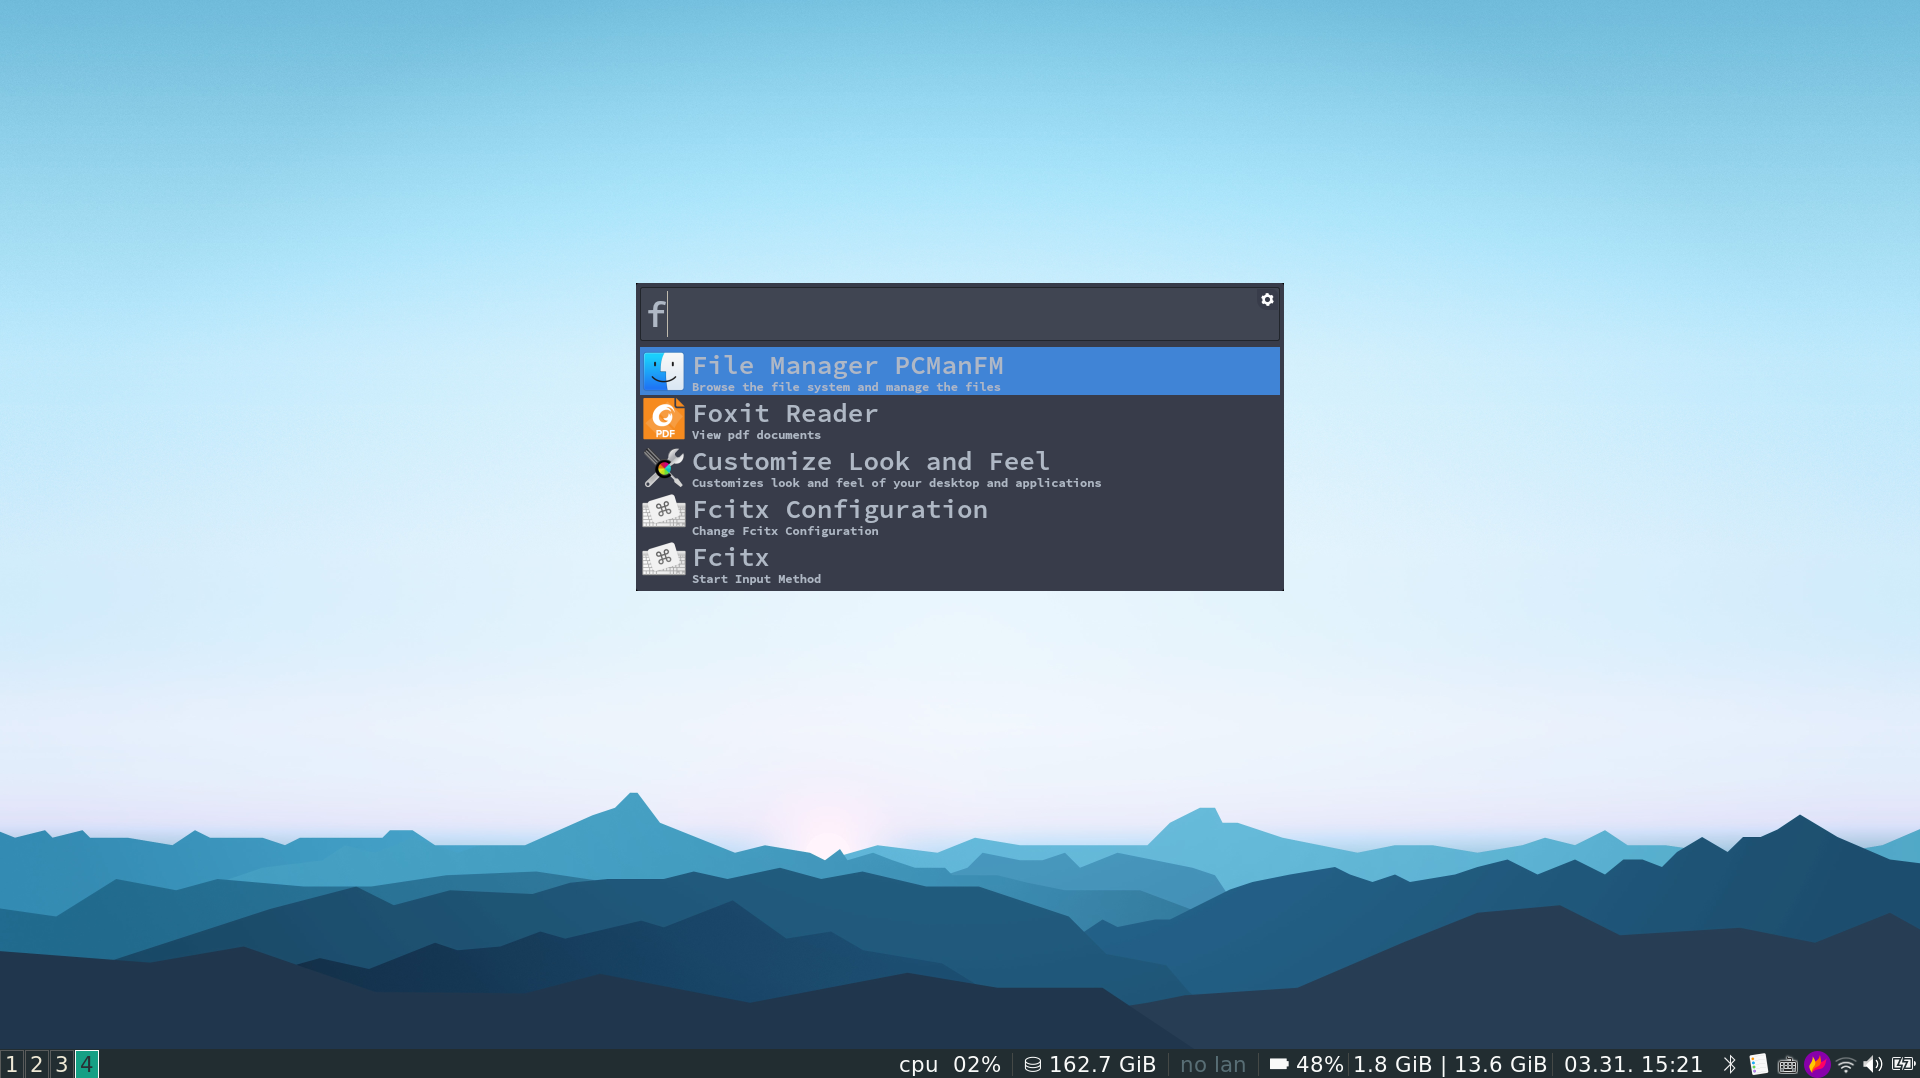 f
File Manager PCManFM
Browse the file system and manage the files
PDF
Foxit Reader
View pdf documents
Customize Look and Feel
Customizes look and feel of your desktop and applications
Fcitx Configuration
Change Fcitx Configuration
Fcitx
Start Input Method
1 2 3 4 cpu 02% 162.7 GiB no lan 48% 1.8 GiB | 13.6 GiB 03.31. 15:21